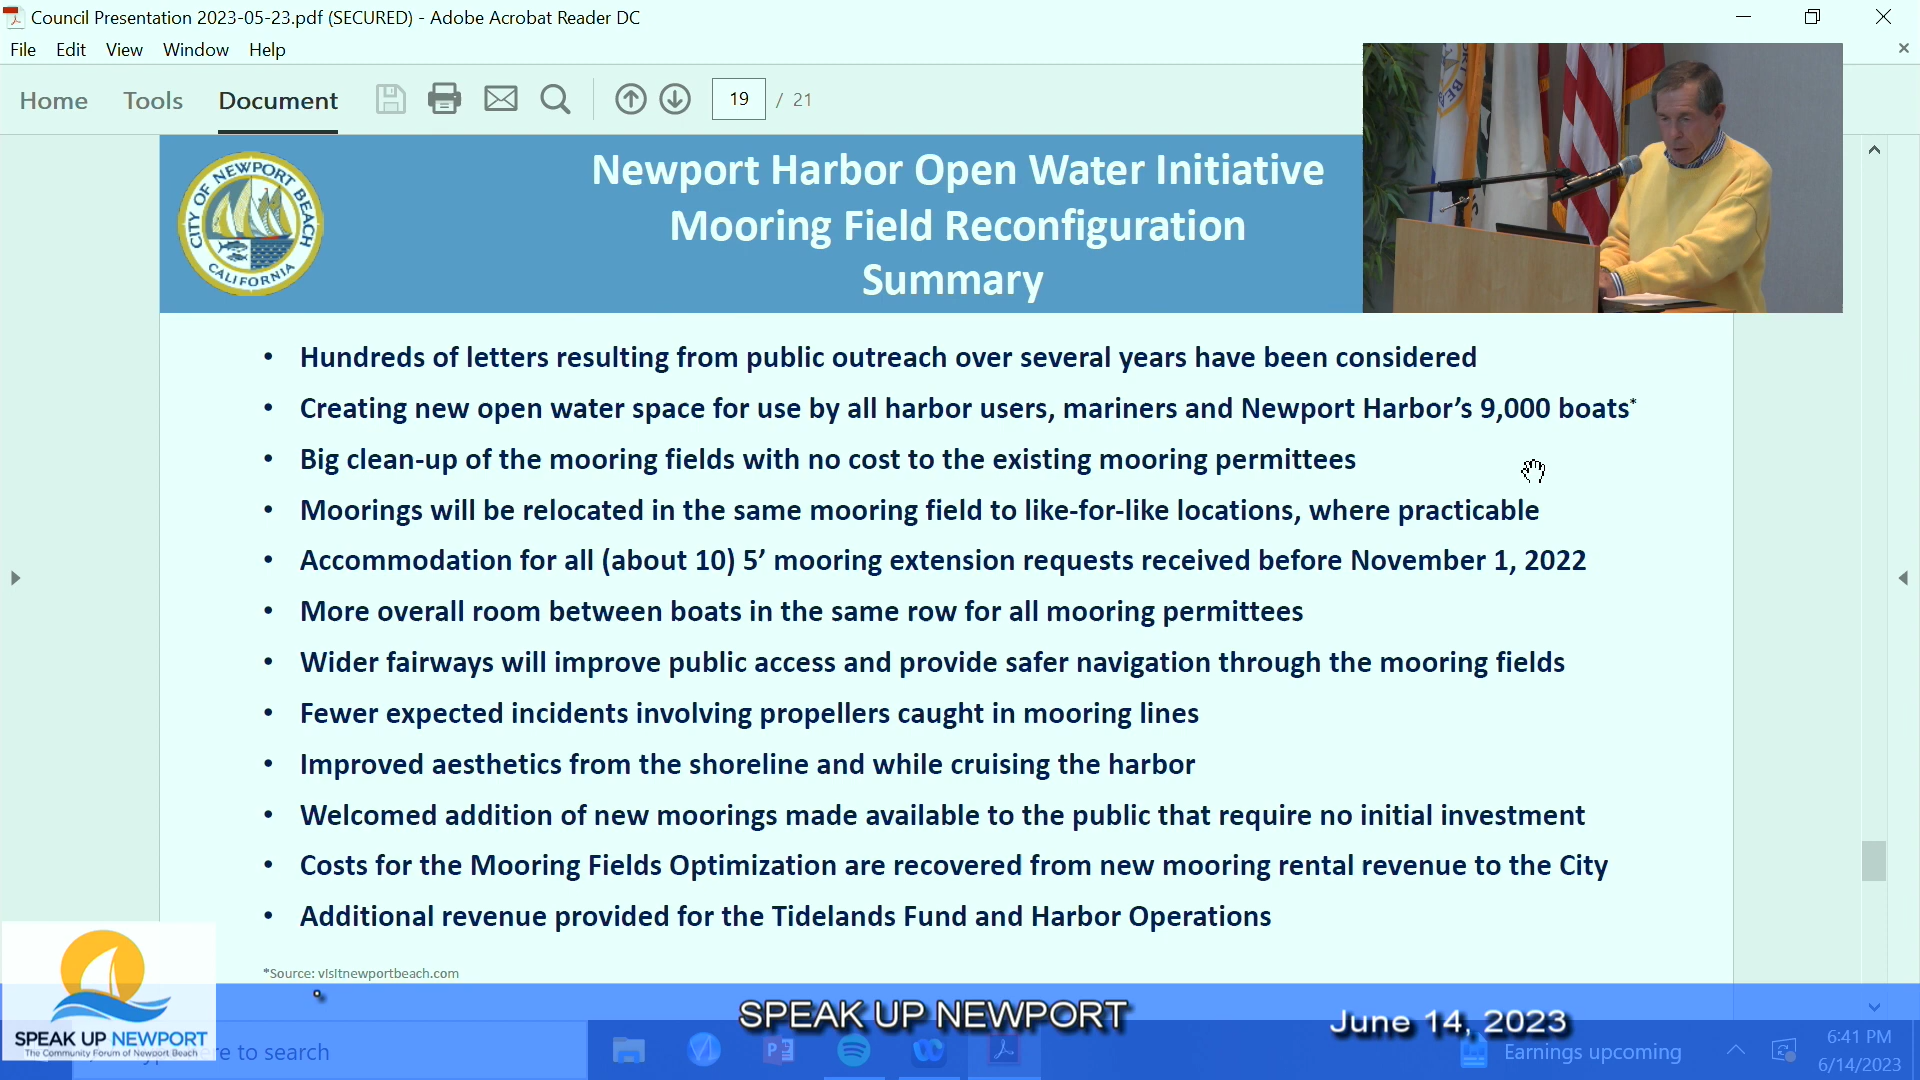 Council Presentation 2023-05-23.pdf (SECURED) - Adobe Acrobat Reader DC
File Edit View Window Help
Home Tools Document 19 / 21
CITY OF NEWPORT BEACH
CALIFORNIA
Newport Harbor Open Water Initiative
Mooring Field Reconfiguration
Summary
• Hundreds of letters resulting from public outreach over several years have been considered
• Creating new open water space for use by all harbor users, mariners and Newport Harbor's 9,000 boats*
• Big clean-up of the mooring fields with no cost to the existing mooring permittees
• Moorings will be relocated in the same mooring field to like-for-like locations, where practicable
• Accommodation for all (about 10) 5' mooring extension requests received before November 1, 2022
• More overall room between boats in the same row for all mooring permittees
• Wider fairways will improve public access and provide safer navigation through the mooring fields
• Fewer expected incidents involving propellers caught in mooring lines
• Improved aesthetics from the shoreline and while cruising the harbor
• Welcomed addition of new moorings made available to the public that require no initial investment
• Costs for the Mooring Fields Optimization are recovered from new mooring rental revenue to the City
• Additional revenue provided for the Tidelands Fund and Harbor Operations
*Source: visitnewportbeach.com
SPEAK UP NEWPORT
The Community Forum of Newport Beach
SPEAK UP NEWPORT
June 14, 2023
to search
Earnings upcoming
6:41 PM
6/14/2023